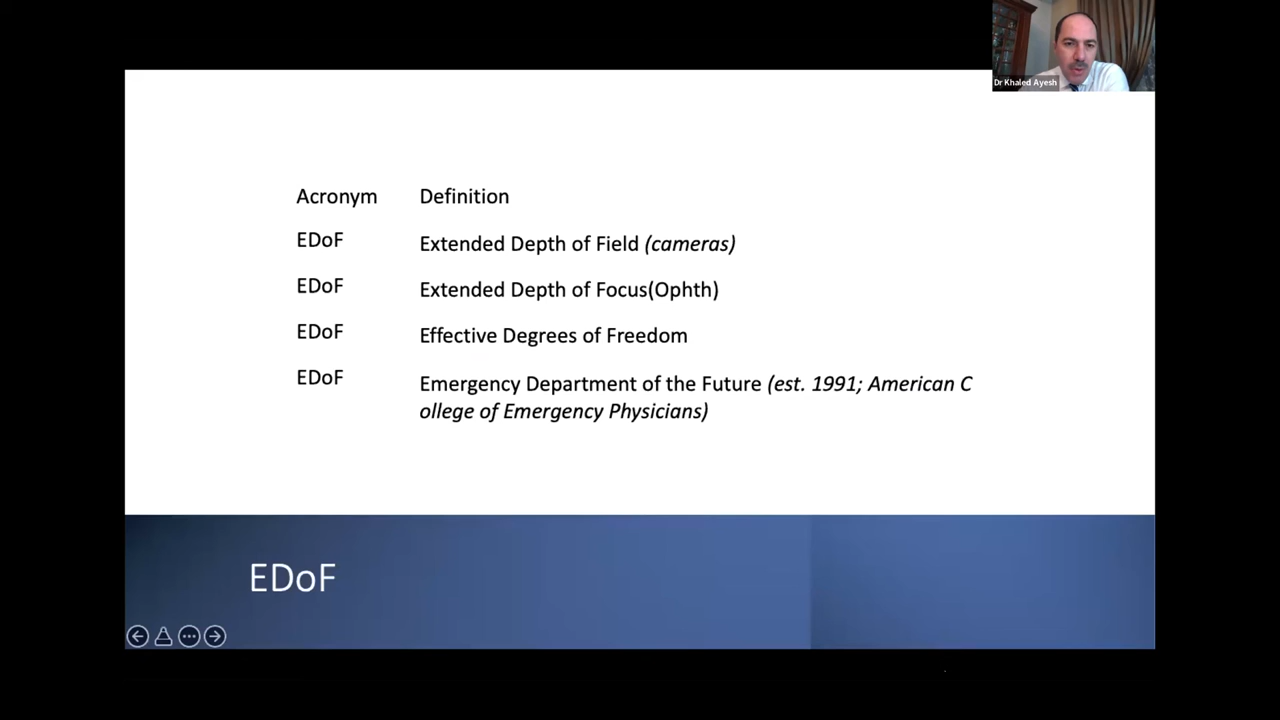 Dr Khaled Ayesh
Acronym Definition
EDoF Extended Depth of Field (cameras)
EDoF Extended Depth of Focus(Ophth)
EDoF Effective Degrees of Freedom
EDoF Emergency Department of the Future (est. 1991; American C
ollege of Emergency Physicians)
EDoF